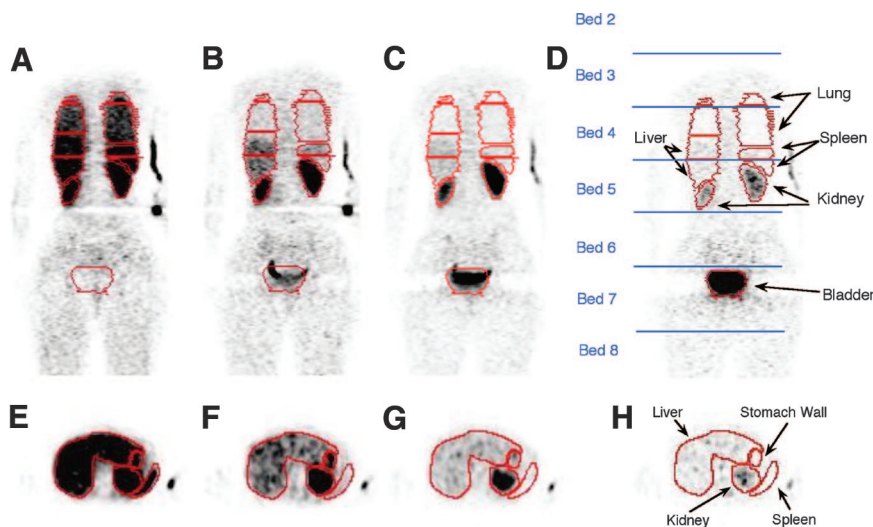 Bed 2
A
B
C
D
Bed 3
Lung
Bed 4
Liver
Spleen
Bed 5
Kidney
Bed 6
Bladder
Bed 7
Bed 8
E
F
G
H
Liver
Stomach Wall
Kidney
Spleen